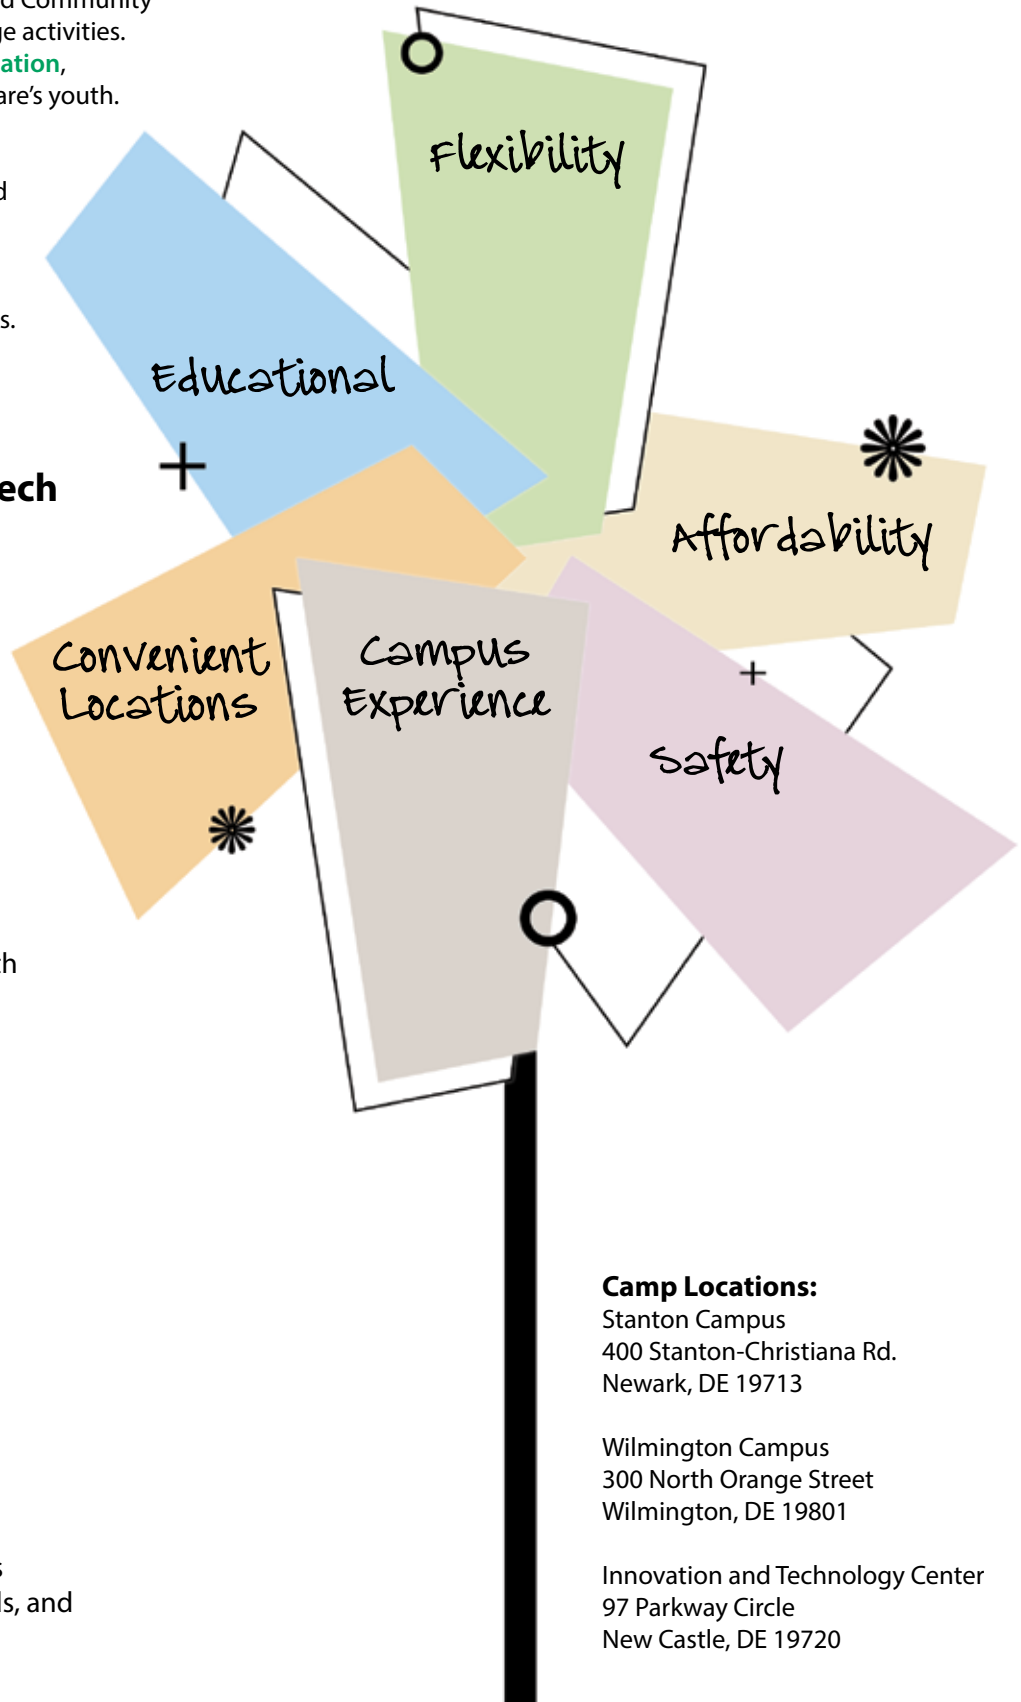 d Community
ge activities.
ation,
are's youth.
d
s.
ech
th
s
ls, and
Flexibility
Educational
Affordability
Convenient
Locations
Campus
Experience
Safety
Camp Locations:
Stanton Campus
400 Stanton-Christiana Rd.
Newark, DE 19713
Wilmington Campus
300 North Orange Street
Wilmington, DE 19801
Innovation and Technology Center
97 Parkway Circle
New Castle, DE 19720